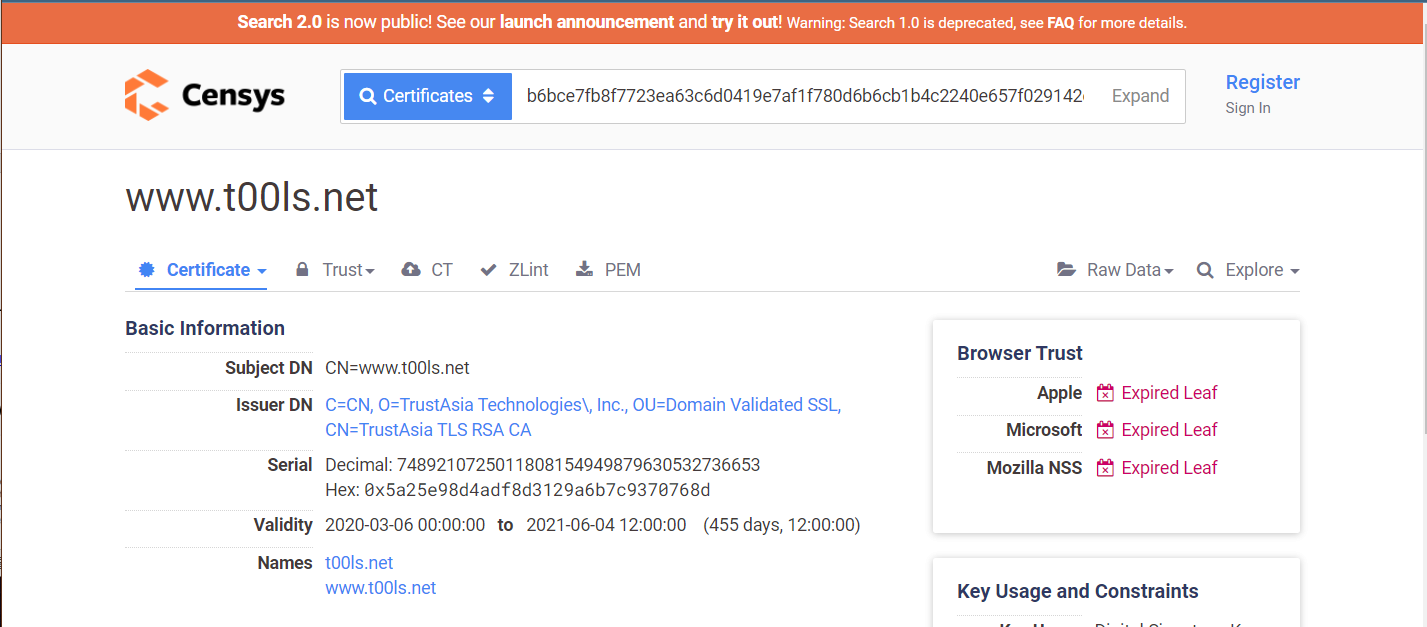 Search 2.0 is now public! See our launch announcement and try it out! Warning: Search 1.0 is deprecated, see FAQ for more details.
Censys
Certificates
b6bce7fb8f7723ea63c6d0419e7af1f780d6b6cb1b4c2240e657f029142
Expand
Register
Sign In
www.t00ls.net
Certificate Trust CT ZLint PEM Raw Data Explore
Basic Information
Subject DN CN=www.t00ls.net
Issuer DN C=CN, O=TrustAsia Technologies\, Inc., OU=Domain Validated SSL,
CN=TrustAsia TLS RSA CA
Serial Decimal: 7489210725011808154949879630532736653
Hex: 0x5a25e98d4adf8d3129a6b7c9370768d
Validity 2020-03-06 00:00:00 to 2021-06-04 12:00:00 (455 days, 12:00:00)
Names t00ls.net
www.t00ls.net
Browser Trust
Apple Expired Leaf
Microsoft Expired Leaf
Mozilla NSS Expired Leaf
Key Usage and Constraints